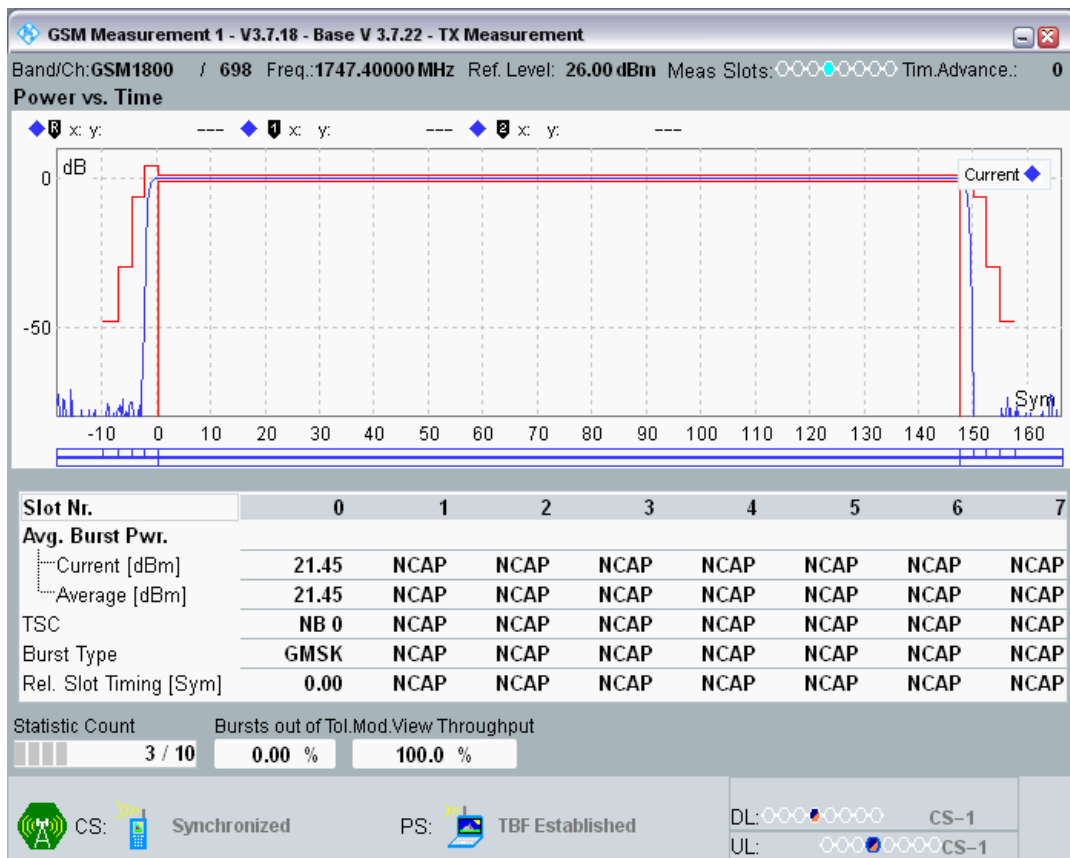 GSM Measurement 1 - V3.7.18 - Base V 3.7.22 - TX Measurement
Band/Ch:GSM1800 / 698 Freq.:1747.40000 MHz Ref. Level: 26.00 dBm Meas Slots: Tim.Advance.: 0
Power vs. Time
R x: y: --- 1 x: y: --- 2 x: y: ---
dB
Current
0
-50
Sym
-10 0 10 20 30 40 50 60 70 80 90 100 110 120 130 140 150 160
Slot Nr. 0 1 2 3 4 5 6 7
Avg. Burst Pwr.
Current [dBm] 21.45 NCAP NCAP NCAP NCAP NCAP NCAP NCAP
Average [dBm] 21.45 NCAP NCAP NCAP NCAP NCAP NCAP NCAP
TSC NB 0 NCAP NCAP NCAP NCAP NCAP NCAP NCAP
Burst Type GMSK NCAP NCAP NCAP NCAP NCAP NCAP NCAP
Rel. Slot Timing [Sym] 0.00 NCAP NCAP NCAP NCAP NCAP NCAP NCAP
Statistic Count Bursts out of Tol.Mod.View Throughput
3 / 10 0.00 % 100.0 %
CS: Synchronized PS: TBF Established DL: CS-1
UL: CS-1